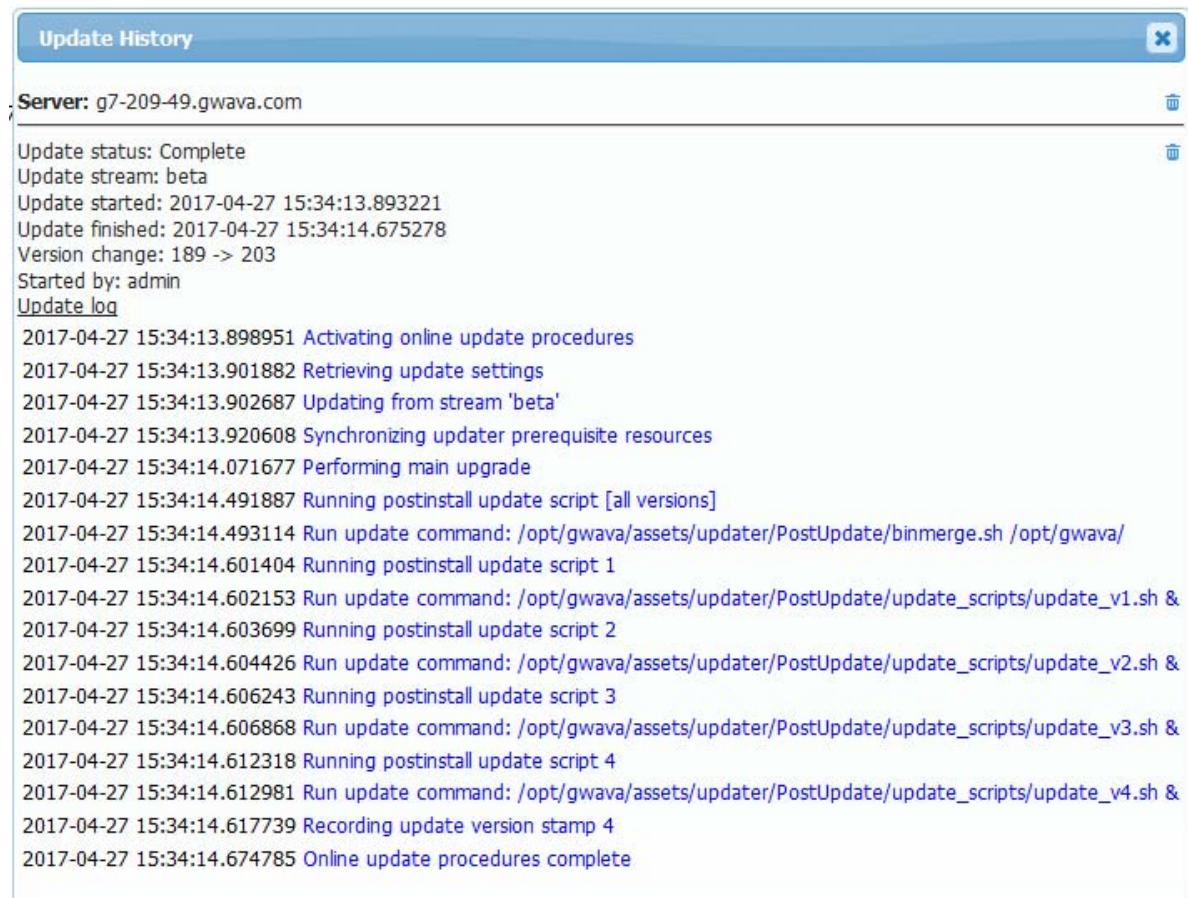 Update History
Server: g7-209-49.gwava.com
Update status: Complete
Update stream: beta
Update started: 2017-04-27 15:34:13.893221
Update finished: 2017-04-27 15:34:14.675278
Version change: 189 -> 203
Started by: admin
Update log
2017-04-27 15:34:13.898951 Activating online update procedures
2017-04-27 15:34:13.901882 Retrieving update settings
2017-04-27 15:34:13.902687 Updating from stream 'beta'
2017-04-27 15:34:13.920608 Synchronizing updater prerequisite resources
2017-04-27 15:34:14.071677 Performing main upgrade
2017-04-27 15:34:14.491887 Running postinstall update script [all versions]
2017-04-27 15:34:14.493114 Run update command: /opt/gwava/assets/updater/PostUpdate/binmerge.sh /opt/gwava/
2017-04-27 15:34:14.601404 Running postinstall update script 1
2017-04-27 15:34:14.602153 Run update command: /opt/gwava/assets/updater/PostUpdate/update_scripts/update_v1.sh &
2017-04-27 15:34:14.603699 Running postinstall update script 2
2017-04-27 15:34:14.604426 Run update command: /opt/gwava/assets/updater/PostUpdate/update_scripts/update_v2.sh &
2017-04-27 15:34:14.606243 Running postinstall update script 3
2017-04-27 15:34:14.606868 Run update command: /opt/gwava/assets/updater/PostUpdate/update_scripts/update_v3.sh &
2017-04-27 15:34:14.612318 Running postinstall update script 4
2017-04-27 15:34:14.612981 Run update command: /opt/gwava/assets/updater/PostUpdate/update_scripts/update_v4.sh &
2017-04-27 15:34:14.617739 Recording update version stamp 4
2017-04-27 15:34:14.674785 Online update procedures complete